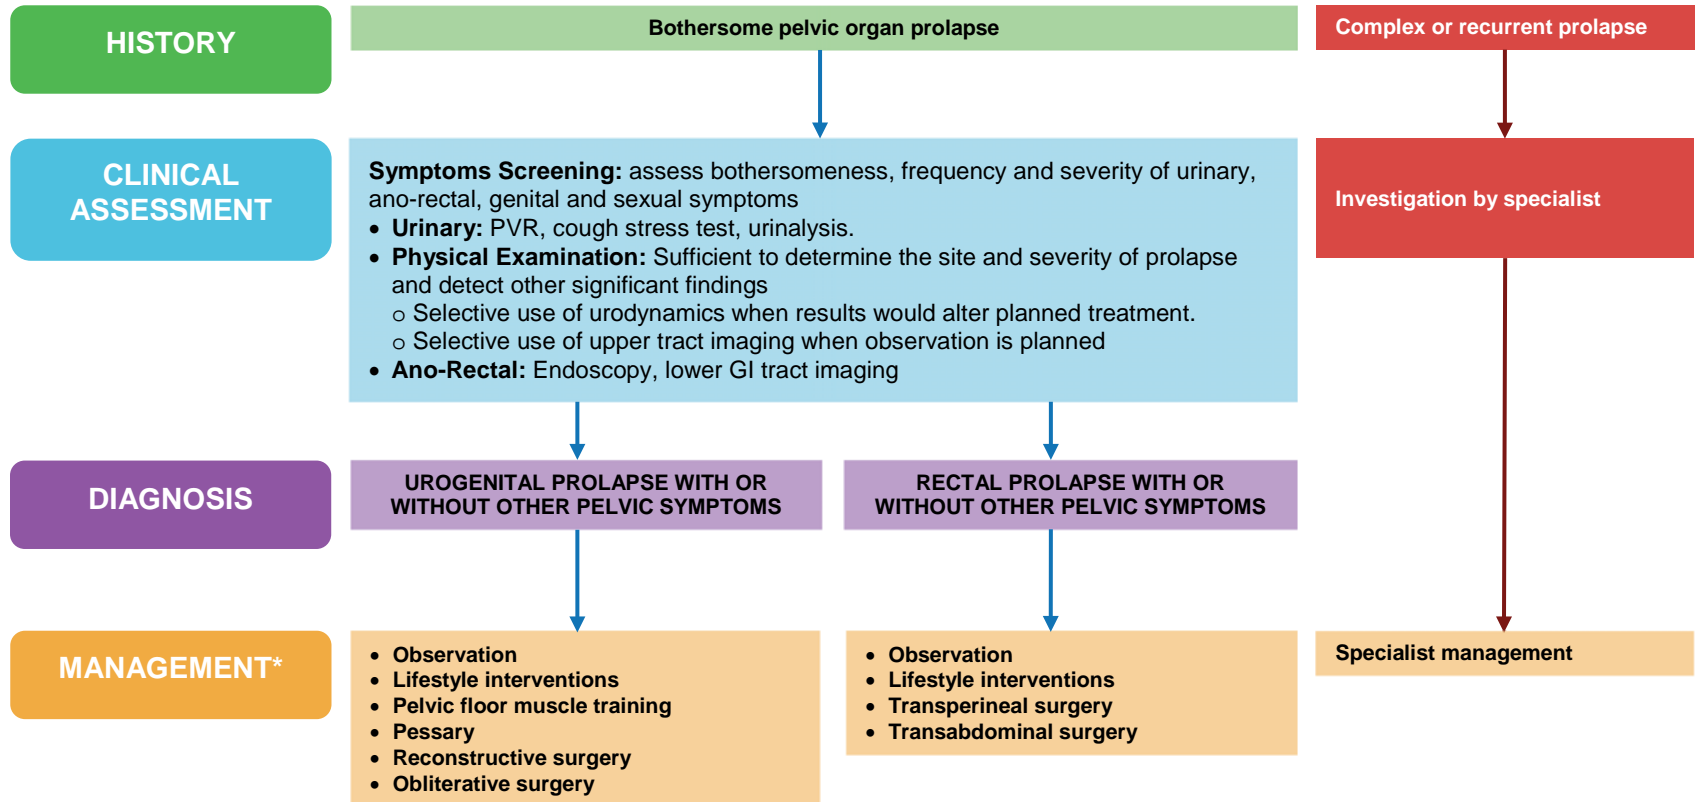 HISTORY
Bothersome pelvic organ prolapse
Complex or recurrent prolapse
CLINICAL
ASSESSMENT
Symptoms Screening: assess bothersomeness, frequency and severity of urinary,
ano-rectal, genital and sexual symptoms
• Urinary: PVR, cough stress test, urinalysis.
• Physical Examination: Sufficient to determine the site and severity of prolapse
and detect other significant findings
o Selective use of urodynamics when results would alter planned treatment.
o Selective use of upper tract imaging when observation is planned
• Ano-Rectal: Endoscopy, lower GI tract imaging
Investigation by specialist
DIAGNOSIS
UROGENITAL PROLAPSE WITH OR
WITHOUT OTHER PELVIC SYMPTOMS
RECTAL PROLAPSE WITH OR
WITHOUT OTHER PELVIC SYMPTOMS
MANAGEMENT*
• Observation
• Lifestyle interventions
• Pelvic floor muscle training
• Pessary
• Reconstructive surgery
• Obliterative surgery
• Observation
• Lifestyle interventions
• Transperineal surgery
• Transabdominal surgery
Specialist management